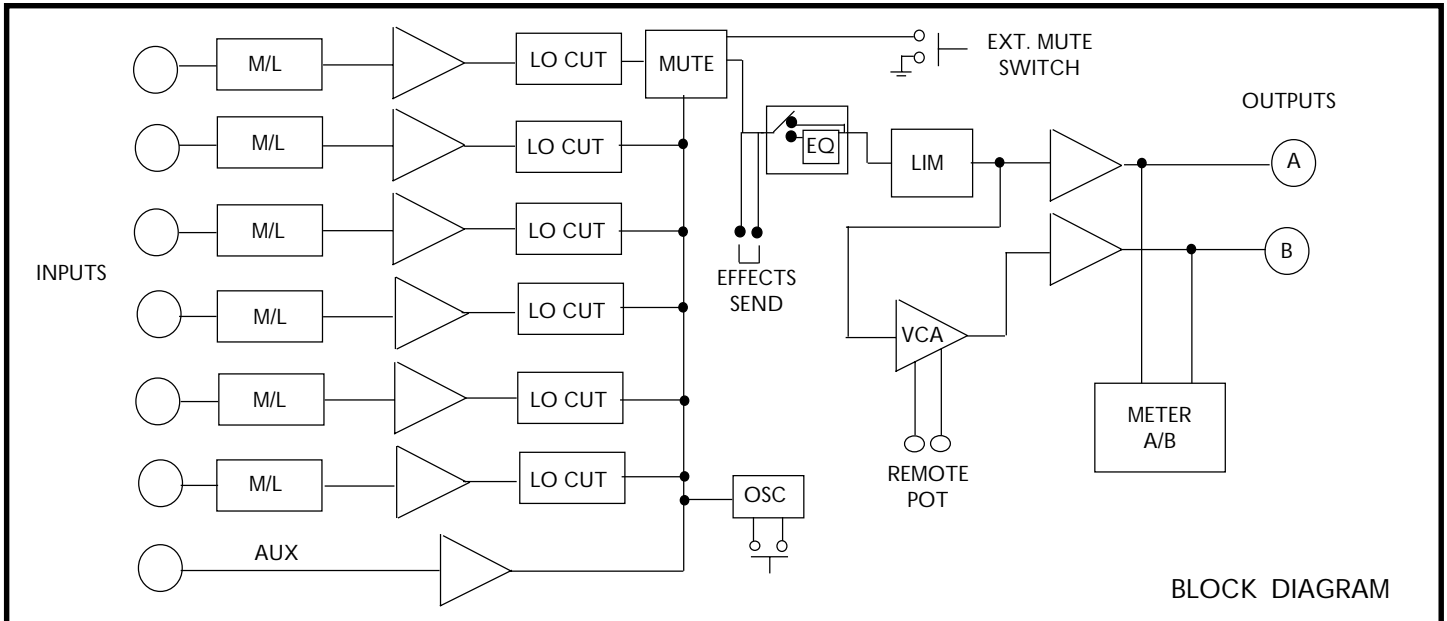 M/L
LO CUT
MUTE
EXT. MUTE
SWITCH
OUTPUTS
M/L
LO CUT
EQ
LIM
A
M/L
LO CUT
B
INPUTS
EFFECTS
SEND
M/L
LO CUT
VCA
M/L
LO CUT
METER
A/B
REMOTE
POT
M/L
LO CUT
OSC
AUX
BLOCK DIAGRAM